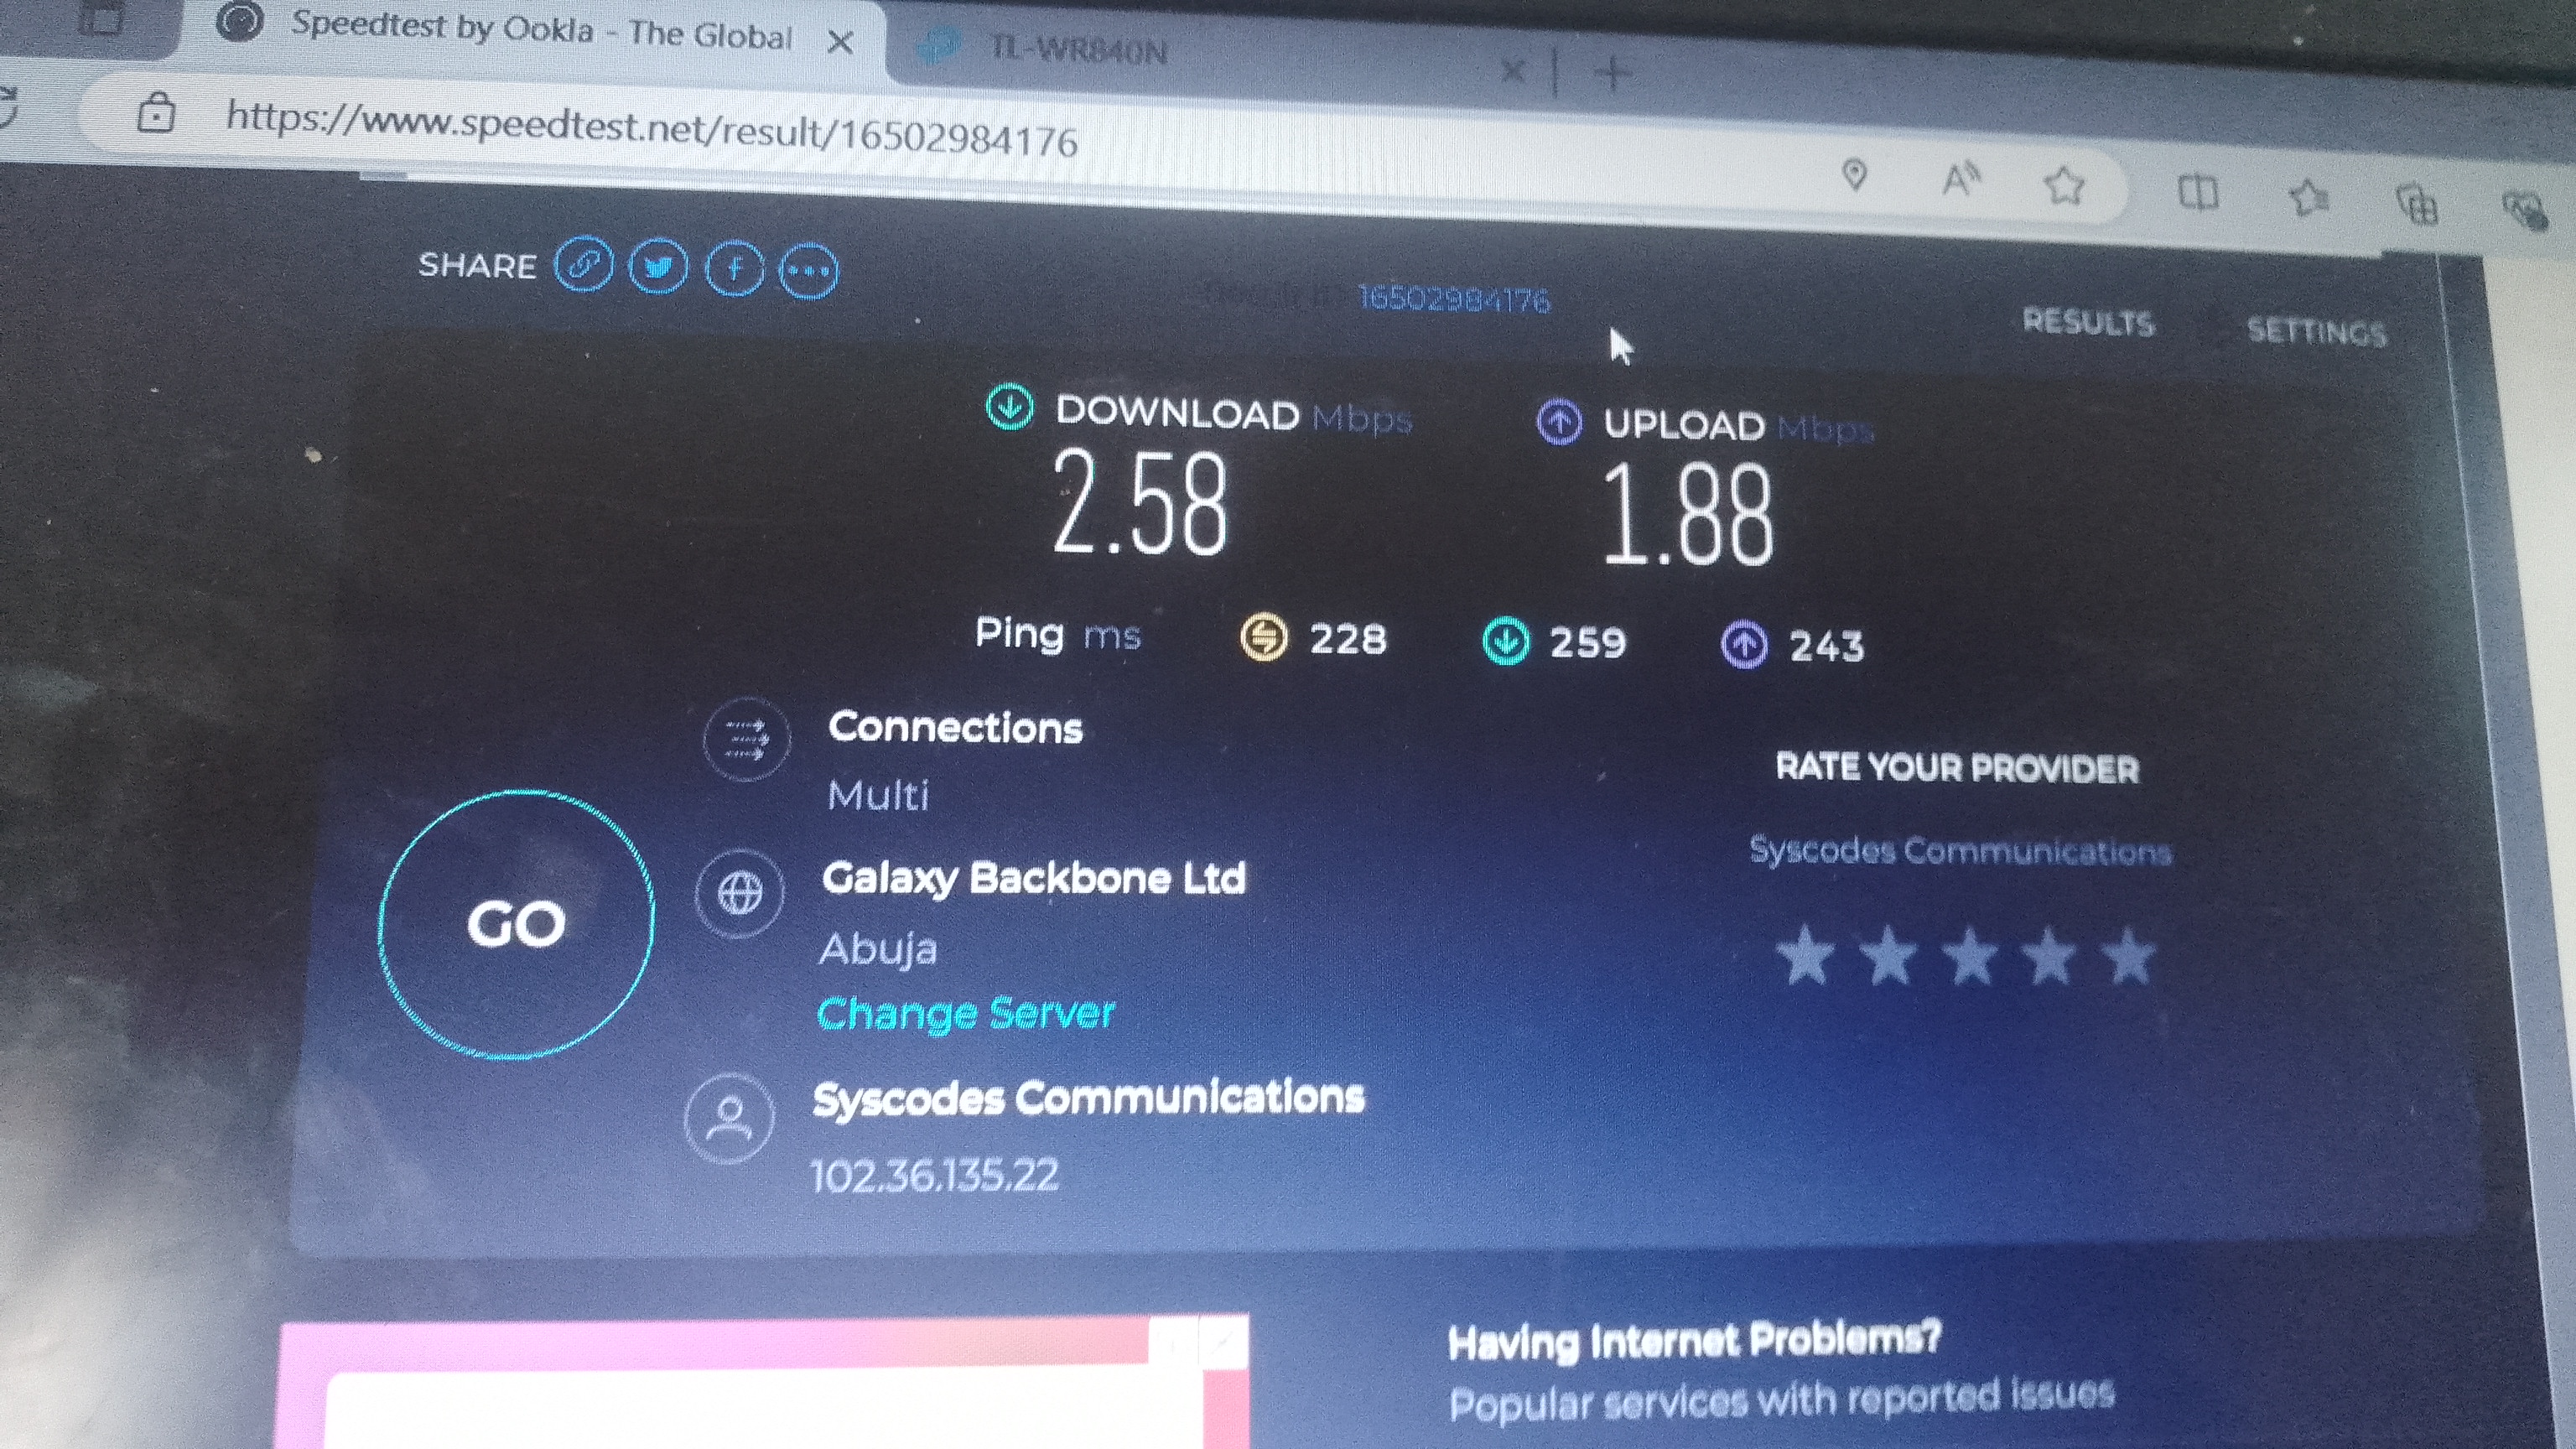 Speedtest by Ookla - The Global
TL-WR840N
https://www.speedtest.net/result/16502984176
SHARE
16502984176
RESULTS
SETTINGS
DOWNLOAD Mbps
UPLOAD Mbps
2.58
1.88
Ping ms 228 259 243
Connections
Multi
RATE YOUR PROVIDER
Syscodes Communications
GO
Galaxy Backbone Ltd
Abuja
Change Server
Syscodes Communications
102.36.135.22
Having Internet Problems?
Popular services with reported issues